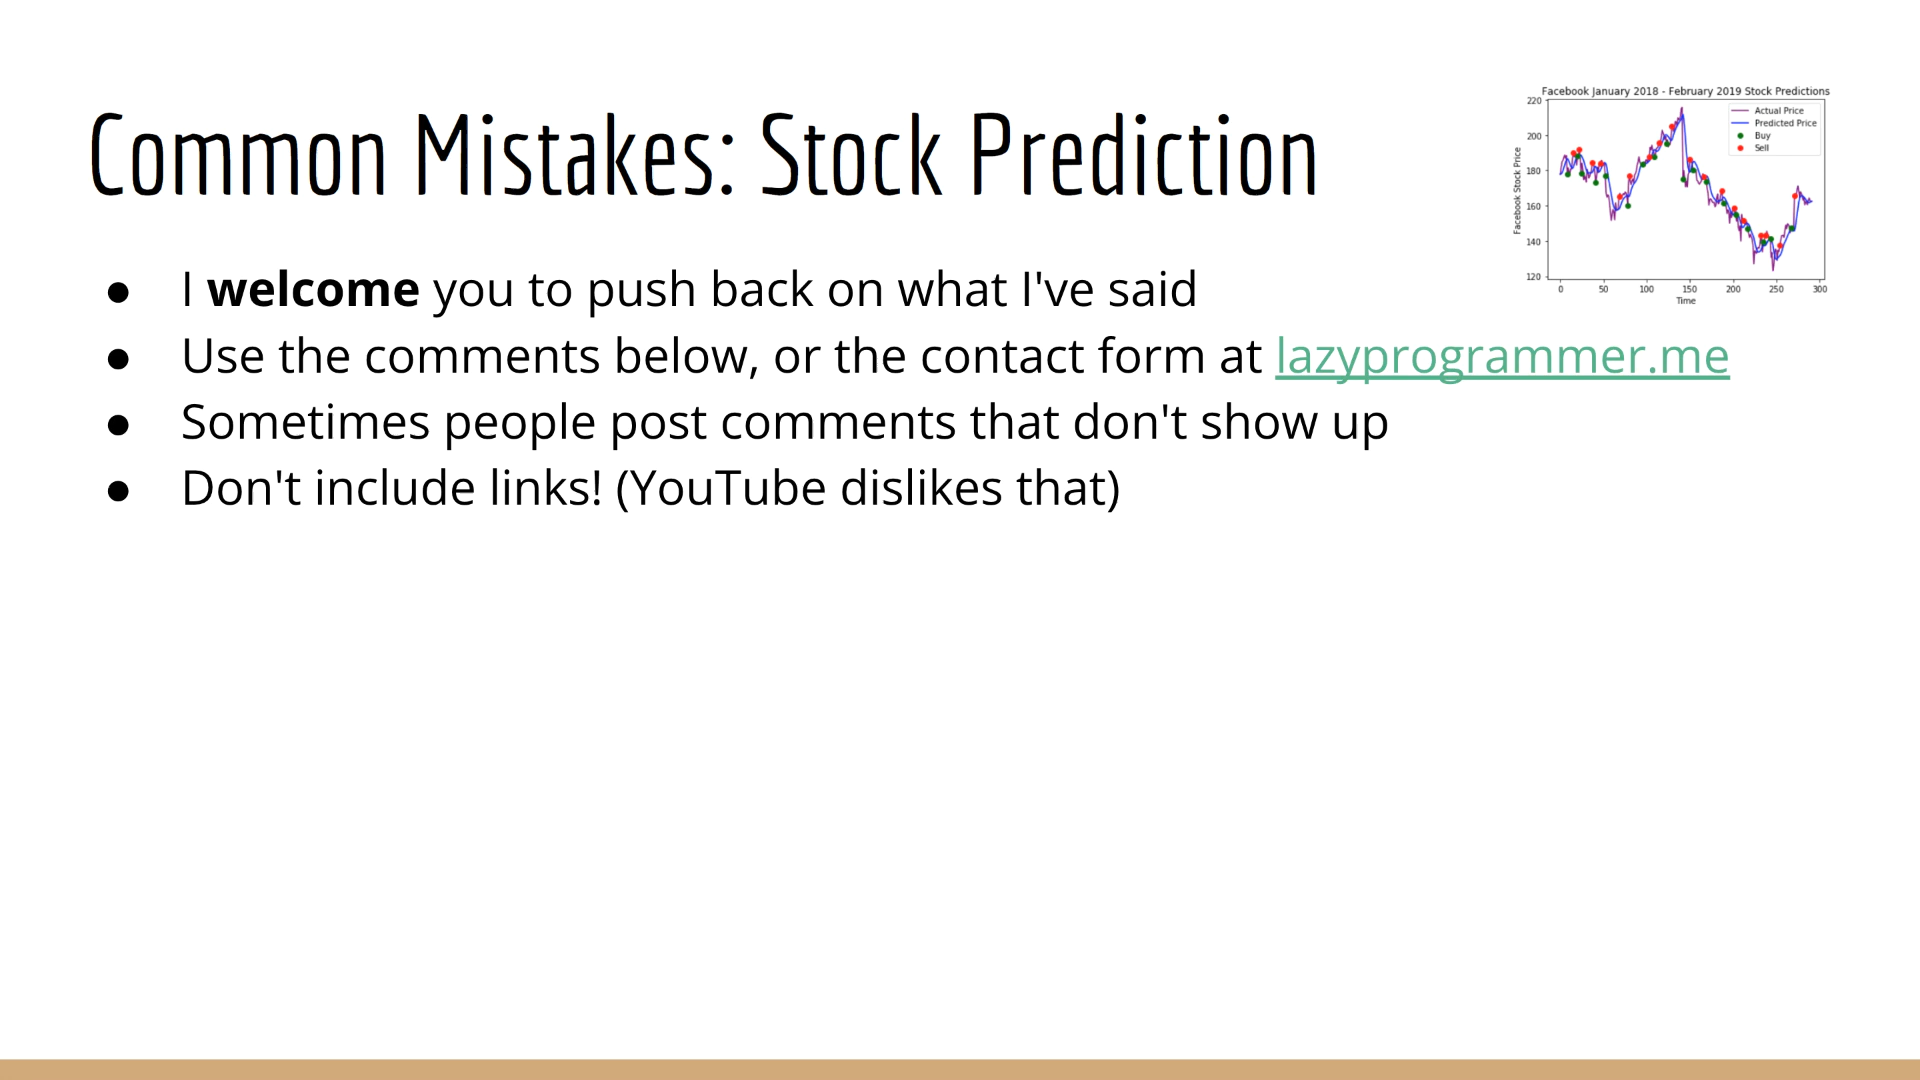 Common Mistakes: Stock Prediction
Facebook January 2018 - February 2019 Stock Predictions
Actual Price
Predicted Price
Buy
Sell
Facebook Stock Price
220
200
180
160
140
120
0 50 100 150 200 250 300
Time
● I welcome you to push back on what I've said
● Use the comments below, or the contact form at lazyprogrammer.me
● Sometimes people post comments that don't show up
● Don't include links! (YouTube dislikes that)